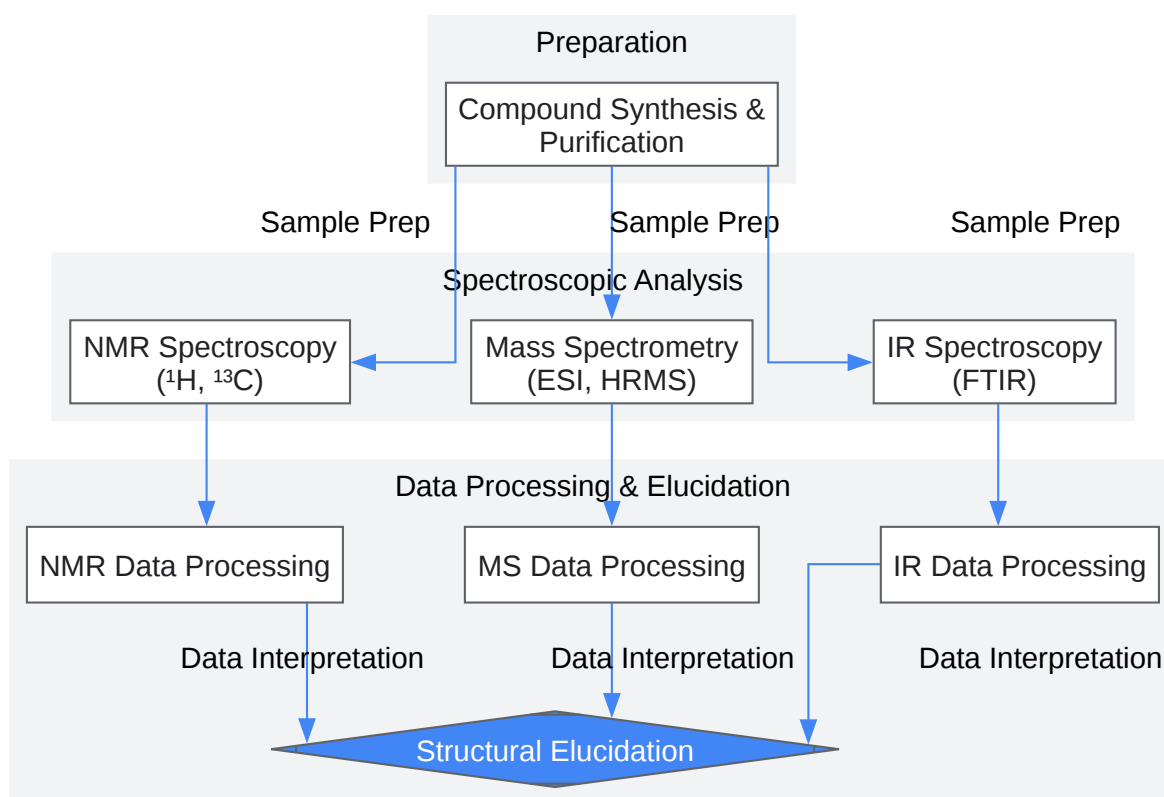 Preparation
Compound Synthesis &
Purification
Sample Prep
Sample Prep
Sample Prep
Spectroscopic Analysis
NMR Spectroscopy
(¹H, ¹³C)
Mass Spectrometry
(ESI, HRMS)
IR Spectroscopy
(FTIR)
Data Processing & Elucidation
NMR Data Processing
MS Data Processing
IR Data Processing
Data Interpretation
Data Interpretation
Data Interpretation
Structural Elucidation